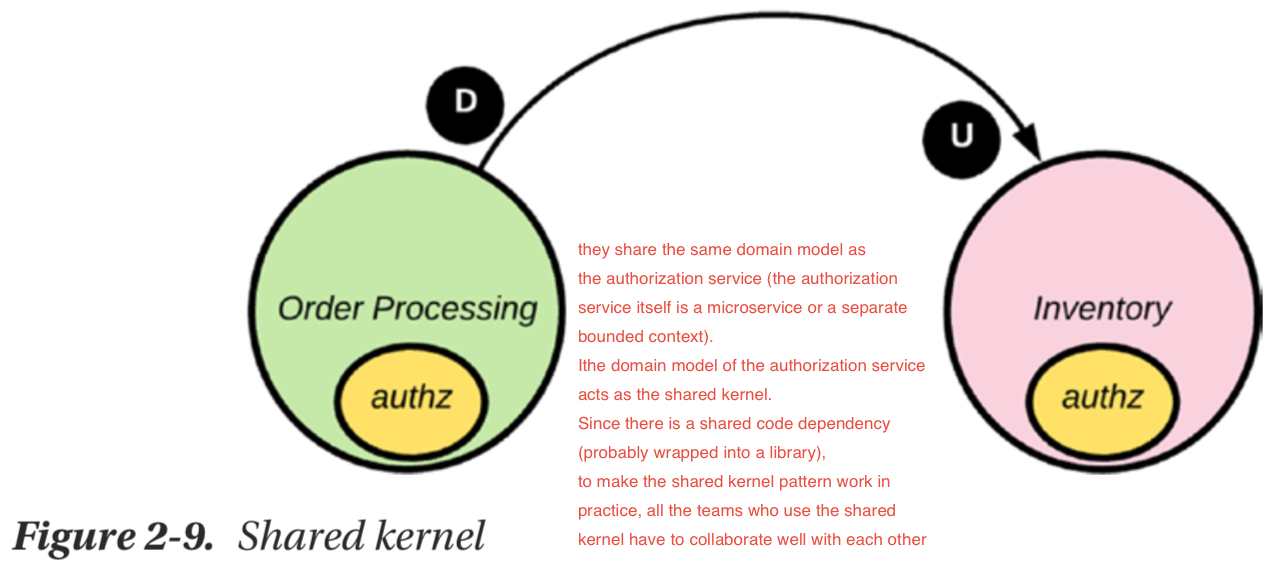 D
U
they share the same domain model as
the authorization service (the authorization
service itself is a microservice or a separate
bounded context).
Ithe domain model of the authorization service
acts as the shared kernel.
Since there is a shared code dependency
(probably wrapped into a library),
to make the shared kernel pattern work in
practice, all the teams who use the shared
kernel have to collaborate well with each other
Order Processing
authz
Inventory
authz
Figure 2-9. Shared kernel